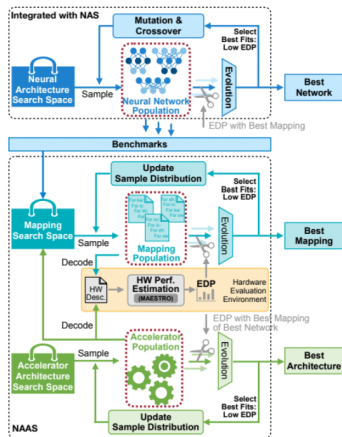 Integrated with NAS
Mutation &
Crossover
Select
Best Fits:
Low EDP
Neural
Architecture
Search Space
Sample
Neural Network
Population
Evolution
Best
Network
EDP with Best Mapping
Benchmarks
Update
Sample Distribution
Select
Best Fits:
Low EDP
Mapping
Search Space
Sample
Mapping
Population
Evolution
Best
Mapping
Decode
HW
Desc.
HW Perf.
Estimation
(MAESTRO)
EDP
Hardware
Evaluation
Environment
Decode
EDP with Best Mapping
of Best Network
Accelerator
Architecture
Search Space
Sample
Accelerator
Population
Evolution
Best
Architecture
Select
Best Fits:
Low EDP
Update
Sample Distribution
NAAS